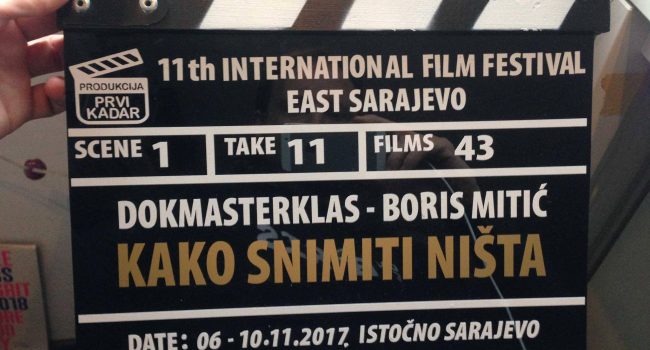 PRODUKCIJA
PRVI
KADAR
11th INTERNATIONAL FILM FESTIVAL
EAST SARAJEVO
SCENE 1 TAKE 11 FILMS 43
DOKMASTERKLAS - BORIS MITIĆ
KAKO SNIMITI NIŠTA
DATE: 06 - 10.11.2017, ISTOČNO SARAJEVO